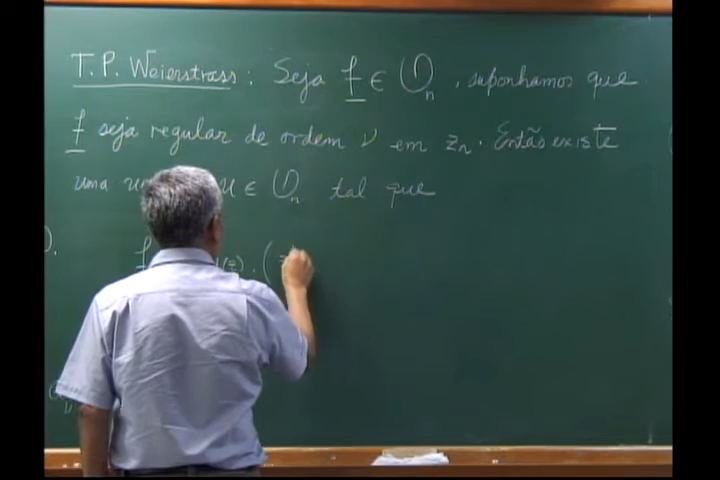 T.P. Weierstrass : Seja f ∈ O_n , suponhamos que
f seja regular de ordem ν em z_n . Então existe
uma u ∈ O_n tal que
f (z) . (